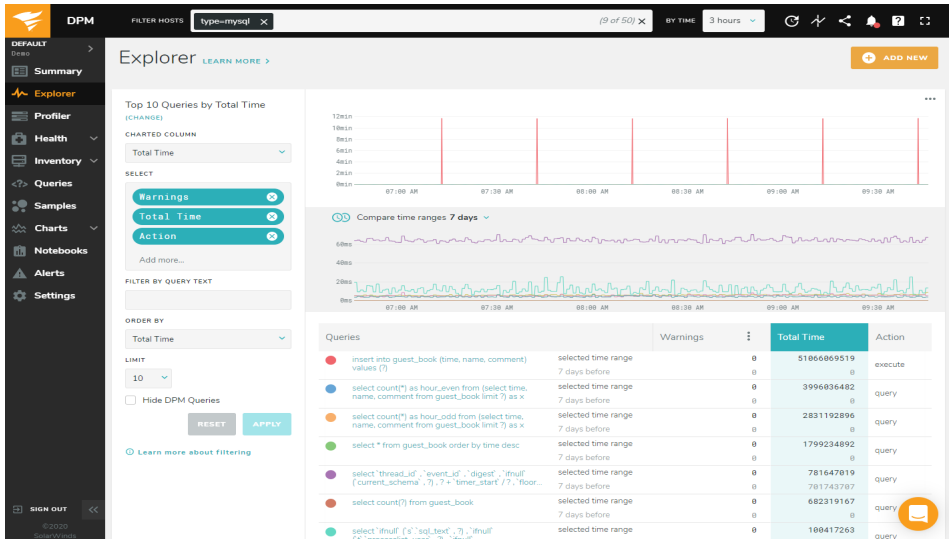 DPM
FILTER HOSTS
type=mysql
(9 of 50)
BY TIME
3 hours
DEFAULT
Demo
Summary
Explorer
Profiler
Health
Inventory
Queries
Samples
Charts
Notebooks
Alerts
Settings
SIGN OUT
©2020
SolarWinds
Explorer LEARN MORE >
ADD NEW
Top 10 Queries by Total Time
(CHANGE)
CHARTED COLUMN
Total Time
SELECT
Warnings
Total Time
Action
Add more...
FILTER BY QUERY TEXT
ORDER BY
Total Time
LIMIT
10
Hide DPM Queries
RESET
APPLY
Learn more about filtering
12min
10min
8min
6min
4min
2min
0min
07:00 AM 07:30 AM 08:00 AM 08:30 AM 09:00 AM 09:30 AM
Compare time ranges 7 days
60ms
40ms
20ms
0ms
07:00 AM 07:30 AM 08:00 AM 08:30 AM 09:00 AM 09:30 AM
Queries Warnings Total Time Action
insert into guest_book (time, name, comment) selected time range 0 51066069519
values (?) 7 days before 0 0 execute
select count(*) as hour_even from (select time, selected time range 0 3996036482
name, comment from guest_book limit ?) as x 7 days before 0 0 query
select count(*) as hour_odd from (select time, selected time range 0 2831192896
name, comment from guest_book limit ?) as x 7 days before 0 0 query
select * from guest_book order by time desc selected time range 0 1799234892
7 days before 0 0 query
select `thread_id` , `event_id` , `digest` , `ifnull` selected time range 0 781647019
(`current_schema` , ?) , ? + `timer_start` / ? , `floor... 7 days before 0 701743707 query
select count(?) from guest_book selected time range 0 682319167
7 days before 0 0 query
select `ifnull` (`s`.`sql_text` , ?) , `ifnull` selected time range 0 100417263
query